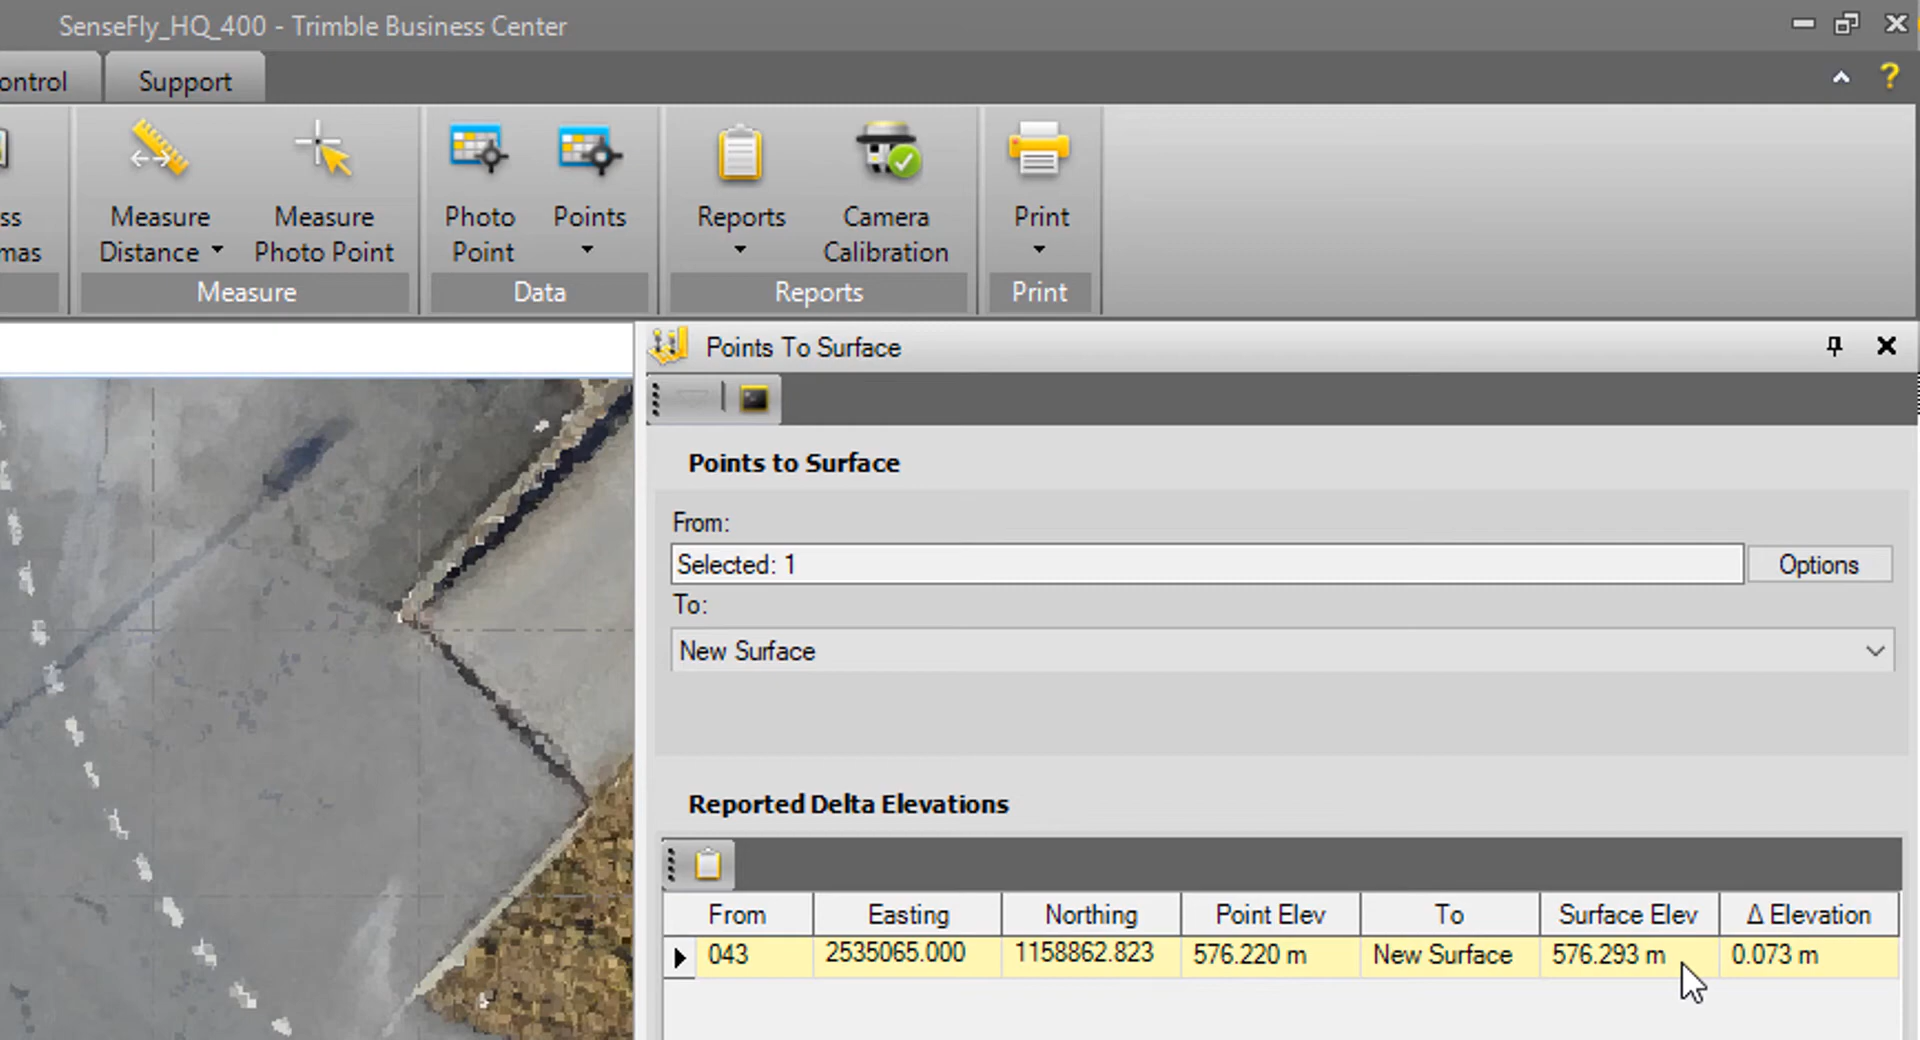 SenseFly_HQ_400 - Trimble Business Center
ontrol
Support
?
ss
mas
Measure
Distance
Measure
Photo Point
Photo
Point
Points
Reports
Camera
Calibration
Print
Measure
Data
Reports
Print
Points To Surface
Points to Surface
From:
Selected: 1
Options
To:
New Surface
Reported Delta Elevations
From Easting Northing Point Elev To Surface Elev Δ Elevation
043 2535065.000 1158862.823 576.220 m New Surface 576.293 m 0.073 m